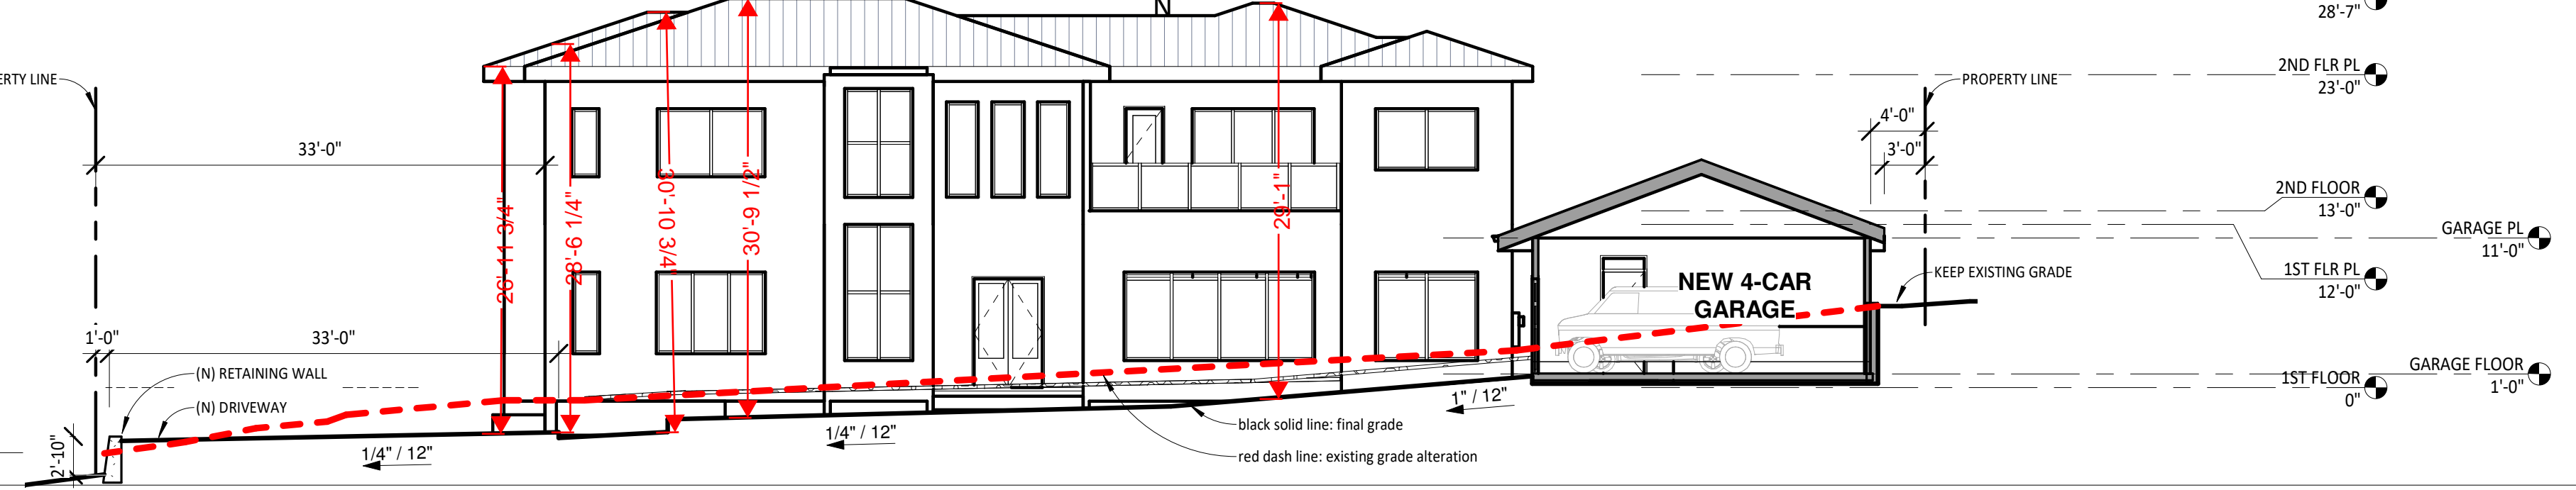 28'-7"
ERTY LINE
PROPERTY LINE
2ND FLR PL
23'-0"
4'-0"
33'-0"
3'-0"
2ND FLOOR
13'-0"
GARAGE PL
11'-0"
1ST FLR PL
12'-0"
26'-11 3/4"
28'-6 1/4"
30'-10 3/4"
30'-9 1/2"
29'-1"
KEEP EXISTING GRADE
NEW 4-CAR
GARAGE
1'-0"
33'-0"
(N) RETAINING WALL
(N) DRIVEWAY
GARAGE FLOOR
1'-0"
1ST FLOOR
0"
1" / 12"
black solid line: final grade
1/4" / 12"
1/4" / 12"
red dash line: existing grade alteration
2'-10"